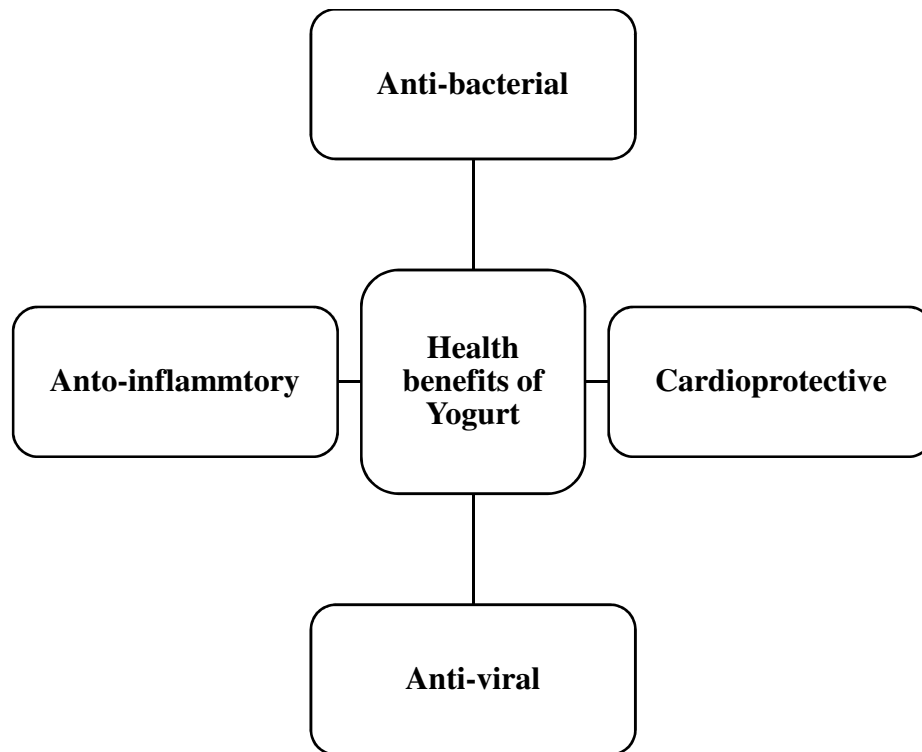 Anti-bacterial
Anto-inflammtory
Health
benefits of
Yogurt
Cardioprotective
Anti-viral